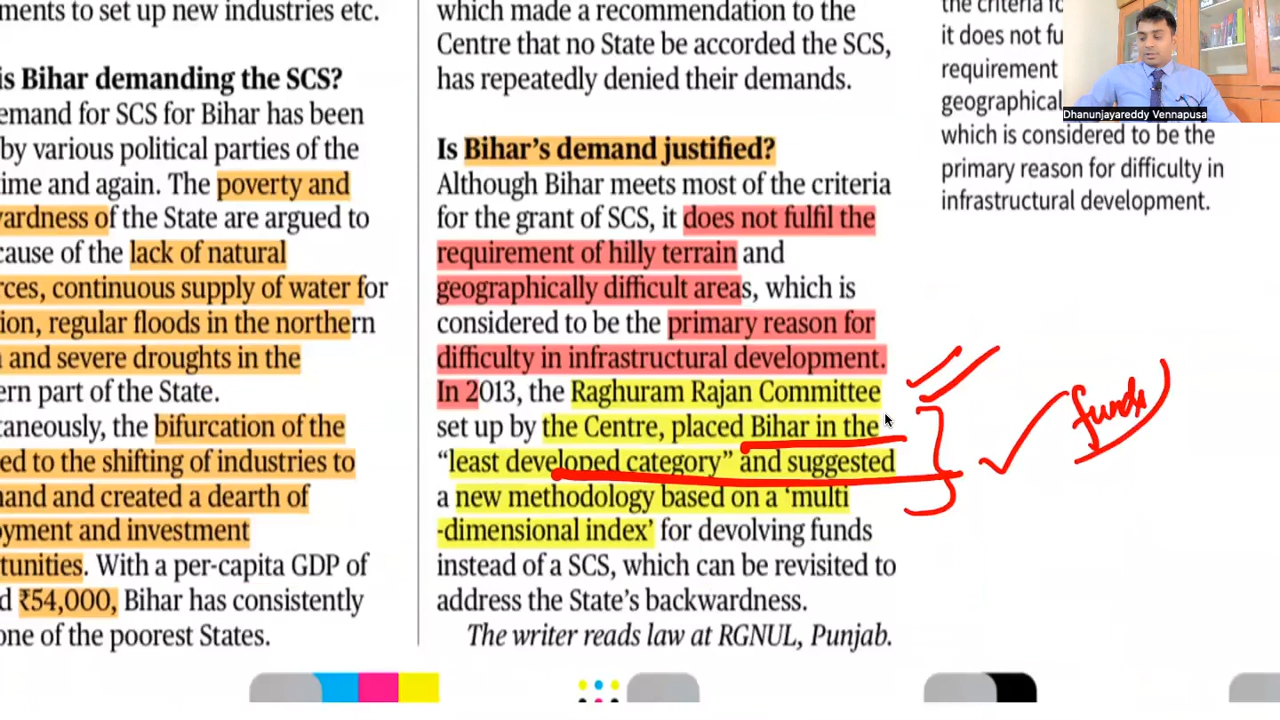 ments to set up new industries etc.
is Bihar demanding the SCS?
emand for SCS for Bihar has been
by various political parties of the
time and again. The poverty and
vardness of the State are argued to
cause of the lack of natural
rces, continuous supply of water for
tion, regular floods in the northern
and severe droughts in the
ern part of the State.
taneously, the bifurcation of the
ed to the shifting of industries to
hand and created a dearth of
oyment and investment
tunities. With a per-capita GDP of
d ₹54,000, Bihar has consistently
one of the poorest States.
which made a recommendation to the
Centre that no State be accorded the SCS,
has repeatedly denied their demands.
Is Bihar’s demand justified?
Although Bihar meets most of the criteria
for the grant of SCS, it does not fulfil the
requirement of hilly terrain and
geographically difficult areas, which is
considered to be the primary reason for
difficulty in infrastructural development.
In 2013, the Raghuram Rajan Committee
set up by the Centre, placed Bihar in the
“least developed category” and suggested
a new methodology based on a ‘multi
-dimensional index’ for devolving funds
instead of a SCS, which can be revisited to
address the State’s backwardness.
The writer reads law at RGNUL, Punjab.
the criteria fo
it does not fu
requirement
geographical
which is considered to be the
primary reason for difficulty in
infrastructural development.
Dhanunjayareddy Vennapusa
funds